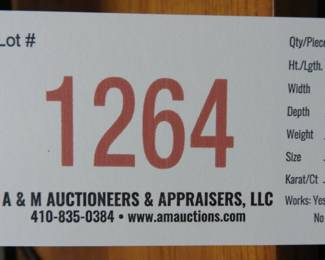 Lot #
1264
A & M AUCTIONEERS & APPRAISERS, LLC
410-835-0384 • www.amauctions.com
Qty/Piece
Ht./Lgth.
Width
Depth
Weight
Size
Karat/Ct
Works: Yes
No